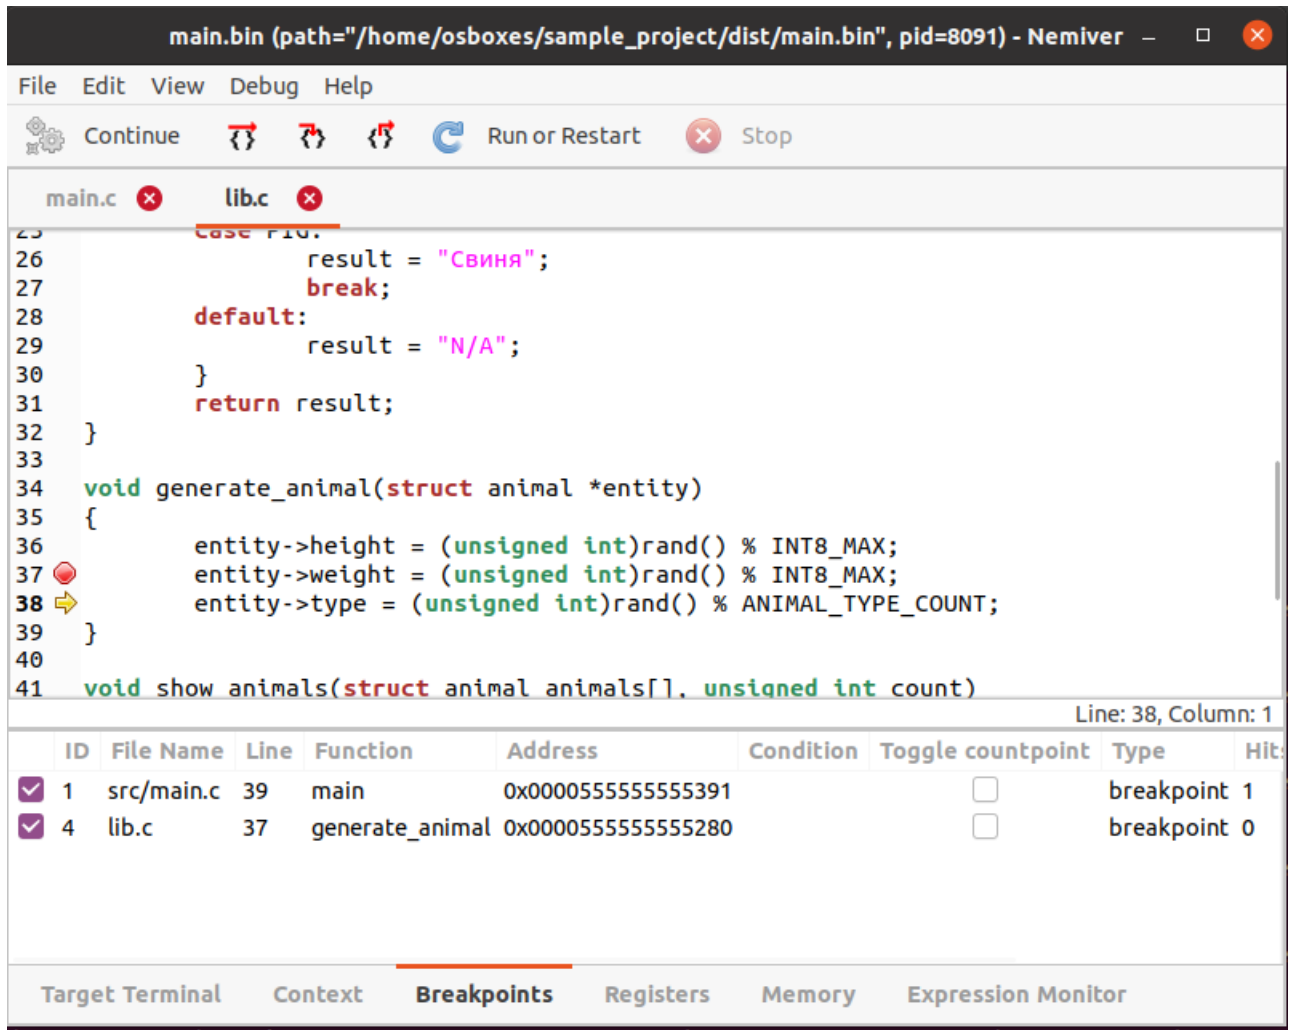 main.bin (path="/home/osboxes/sample_project/dist/main.bin", pid=8091) - Nemiver
File Edit View Debug Help
Continue Run or Restart Stop
main.c lib.c
25 case PIG:
26 result = "Свиня";
27 break;
28 default:
29 result = "N/A";
30 }
31 return result;
32 }
33
34 void generate_animal(struct animal *entity)
35 {
36 entity->height = (unsigned int)rand() % INT8_MAX;
37 entity->weight = (unsigned int)rand() % INT8_MAX;
38 entity->type = (unsigned int)rand() % ANIMAL_TYPE_COUNT;
39 }
40
41 void show_animals(struct animal animals[], unsigned int count)
Line: 38, Column: 1
ID File Name Line Function Address Condition Toggle countpoint Type Hits
1 src/main.c 39 main 0x0000555555555391 breakpoint 1
4 lib.c 37 generate_animal 0x0000555555555280 breakpoint 0
Target Terminal Context Breakpoints Registers Memory Expression Monitor